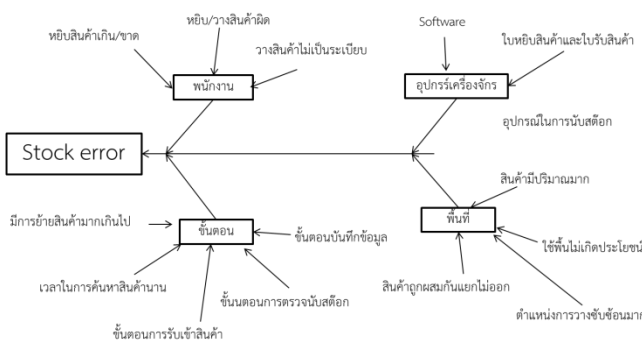 หยิบ/วางสินค้าผิด
หยิบสินค้าเกิน/ขาด
วางสินค้าไม่เป็นระเบียบ
พนักงาน
Software
ใบหยิบสินค้าและใบรับสินค้า
อุปกรร์เครื่องจักร
อุปกรณ์ในการนับสต๊อก
Stock error
สินค้ามีปริมาณมาก
พื้นที่
มีการย้ายสินค้ามากเกินไป
ขั้นตอน
ขั้นตอนบันทึกข้อมูล
ใช้พื้นไม่เกิดประโยชน์
เวลาในการค้นหาสินค้านาน
ขั้นนตอนการตรวจนับสต๊อก
สินค้าถูกผสมกันแยกไม่ออก
ตำแหน่งการวางซับซ้อนมาก
ขั้นตอนการรับเข้าสินค้า